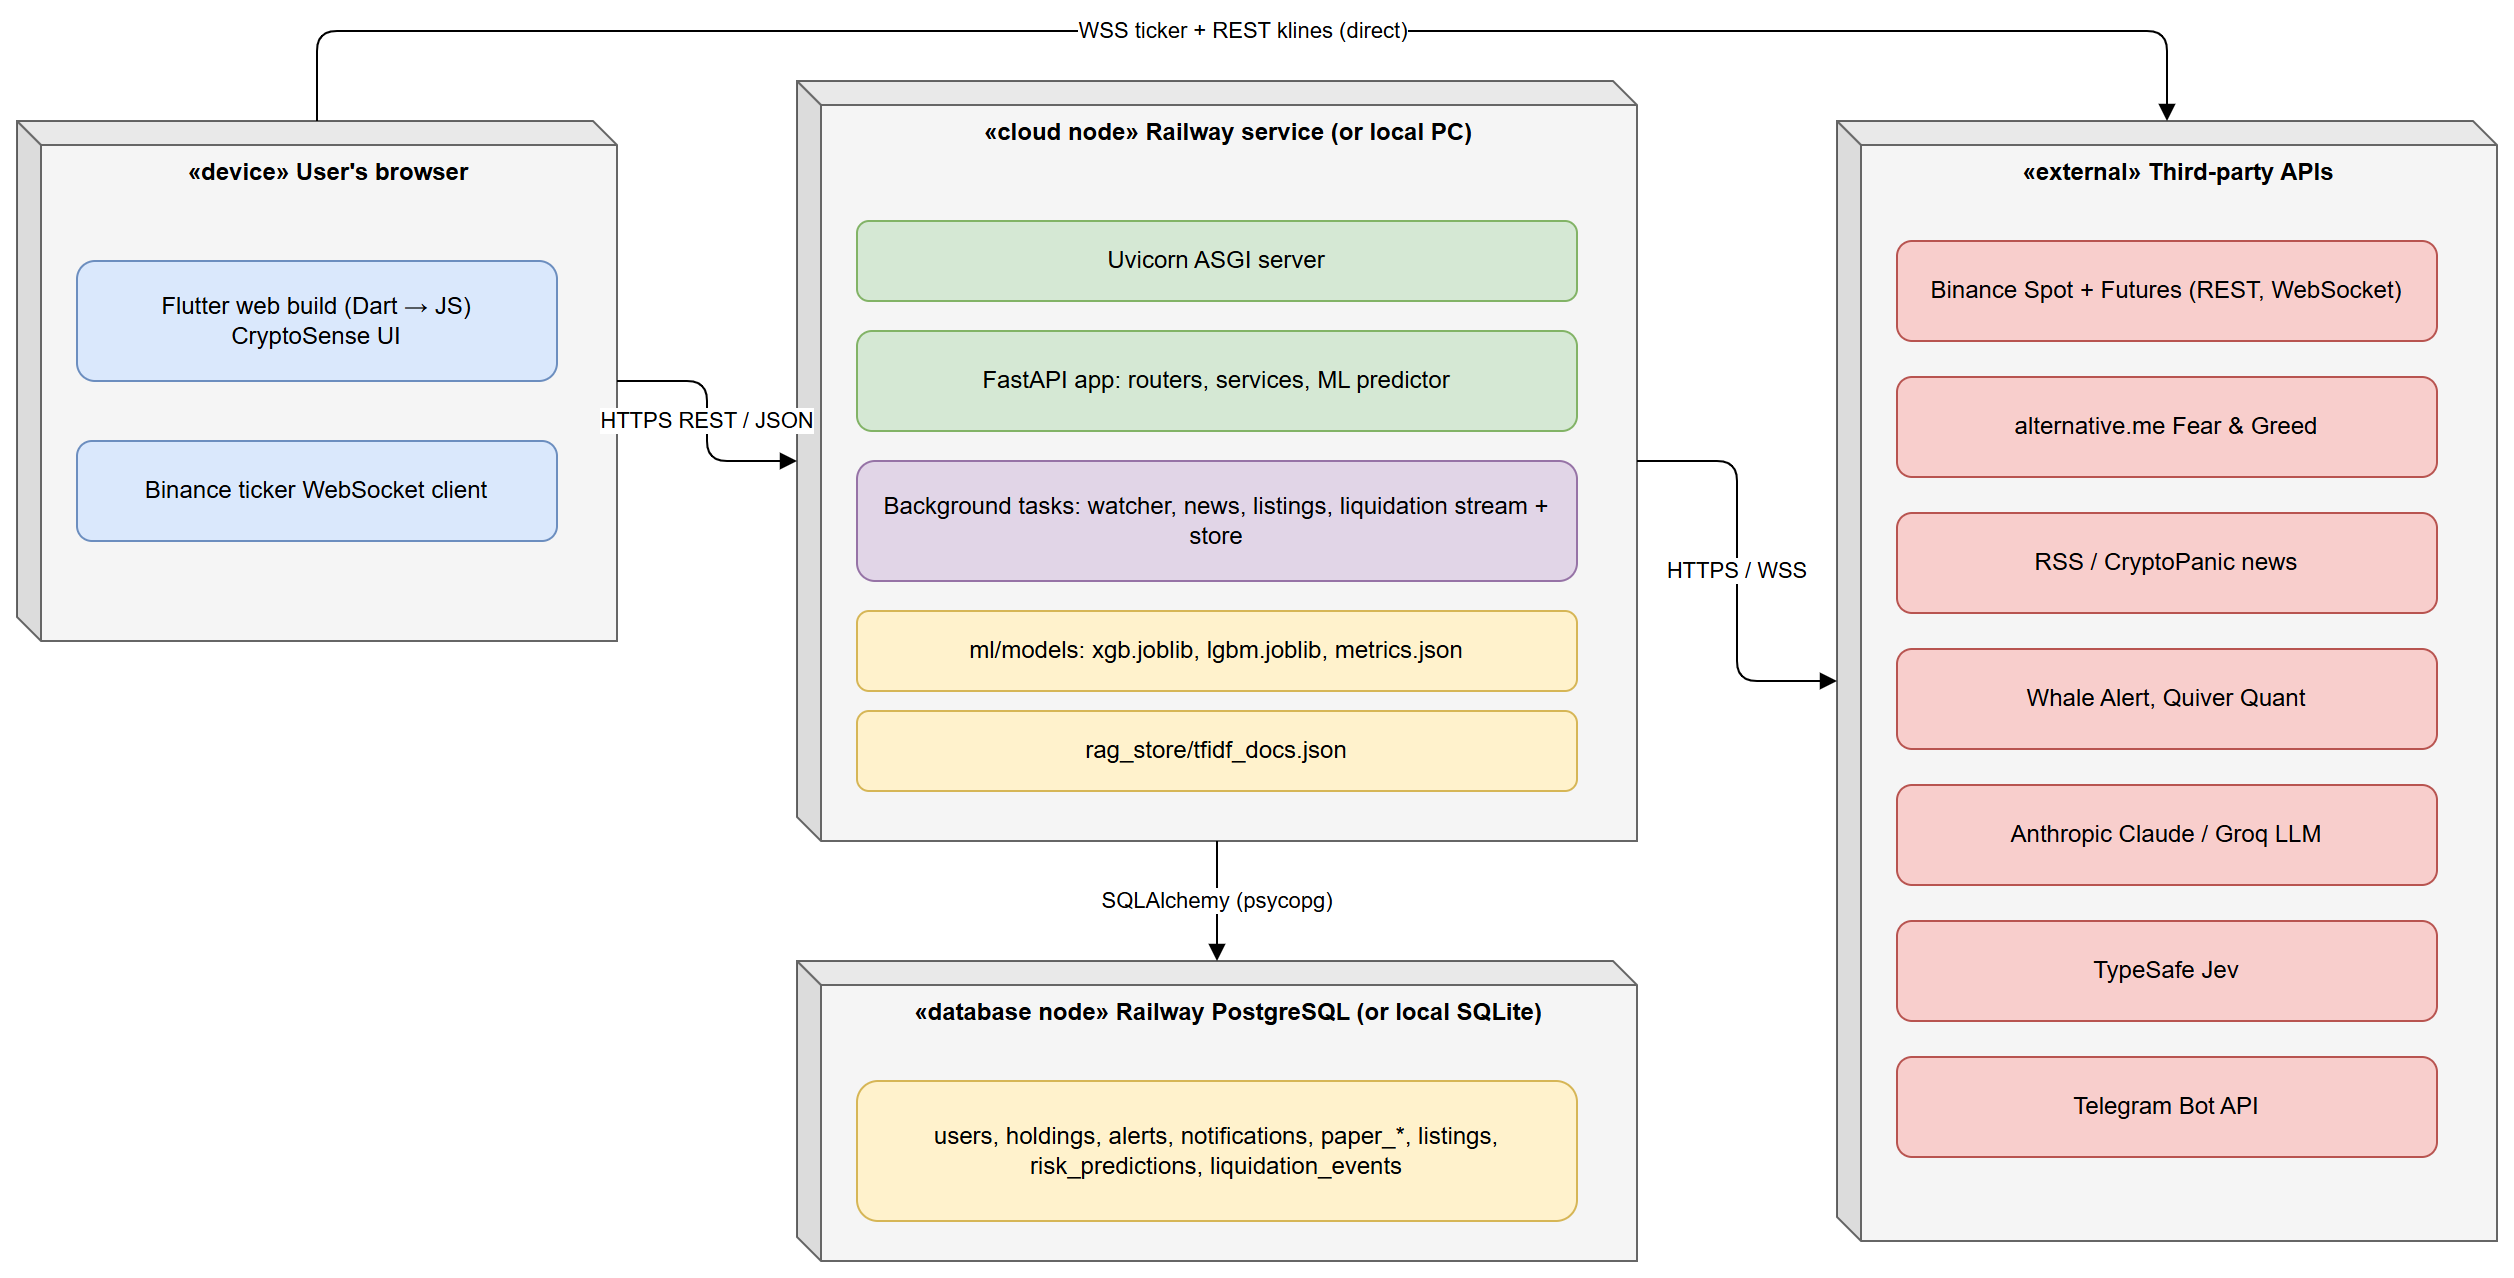 WSS ticker + REST klines (direct)
«device» User's browser
Flutter web build (Dart → JS)
CryptoSense UI
Binance ticker WebSocket client
HTTPS REST / JSON
«cloud node» Railway service (or local PC)
Uvicorn ASGI server
FastAPI app: routers, services, ML predictor
Background tasks: watcher, news, listings, liquidation stream +
store
ml/models: xgb.joblib, lgbm.joblib, metrics.json
rag_store/tfidf_docs.json
SQLAlchemy (psycopg)
«database node» Railway PostgreSQL (or local SQLite)
users, holdings, alerts, notifications, paper_*, listings,
risk_predictions, liquidation_events
HTTPS / WSS
«external» Third-party APIs
Binance Spot + Futures (REST, WebSocket)
alternative.me Fear & Greed
RSS / CryptoPanic news
Whale Alert, Quiver Quant
Anthropic Claude / Groq LLM
TypeSafe Jev
Telegram Bot API